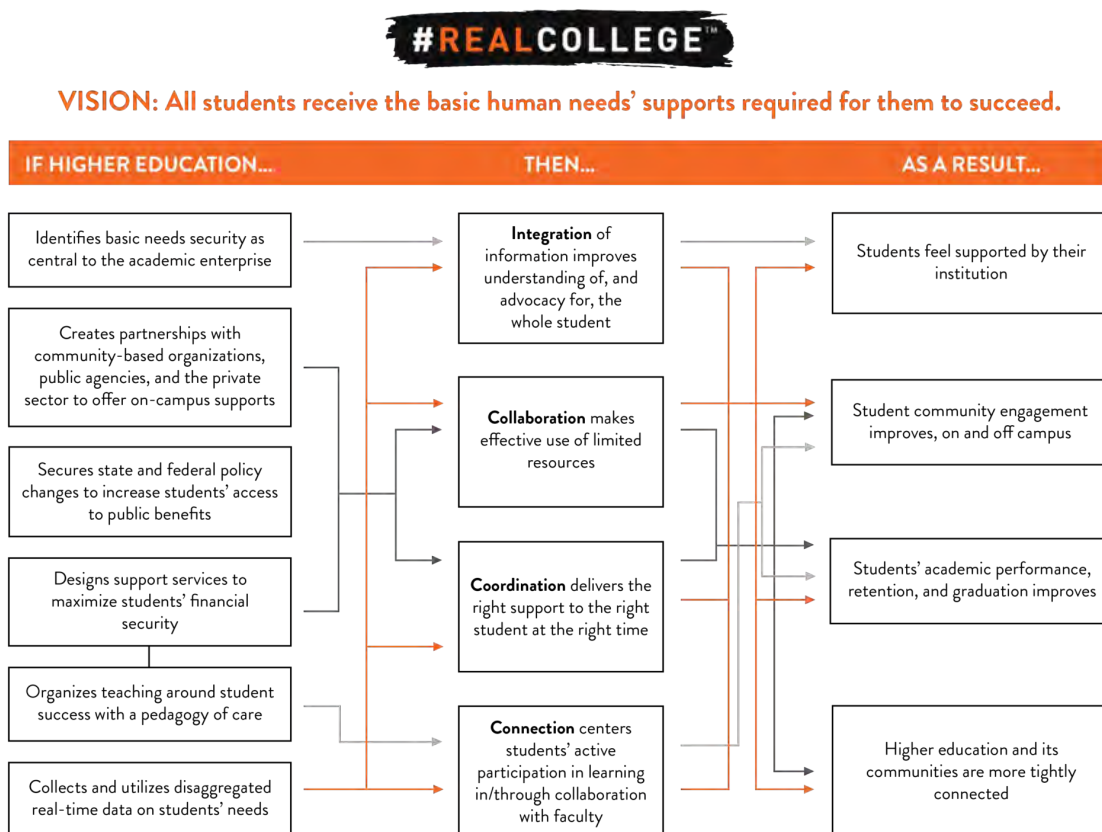 #REALCOLLEGE™
VISION: All students receive the basic human needs’ supports required for them to succeed.
IF HIGHER EDUCATION...
THEN...
AS A RESULT...
Identifies basic needs security as
central to the academic enterprise
Creates partnerships with
community-based organizations,
public agencies, and the private
sector to offer on-campus supports
Secures state and federal policy
changes to increase students’ access
to public benefits
Designs support services to
maximize students’ financial
security
Organizes teaching around student
success with a pedagogy of care
Collects and utilizes disaggregated
real-time data on students’ needs
Integration of
information improves
understanding of, and
advocacy for, the
whole student
Collaboration makes
effective use of limited
resources
Coordination delivers the
right support to the right
student at the right time
Connection centers
students’ active
participation in learning
in/through collaboration
with faculty
Students feel supported by their
institution
Student community engagement
improves, on and off campus
Students’ academic performance,
retention, and graduation improves
Higher education and its
communities are more tightly
connected